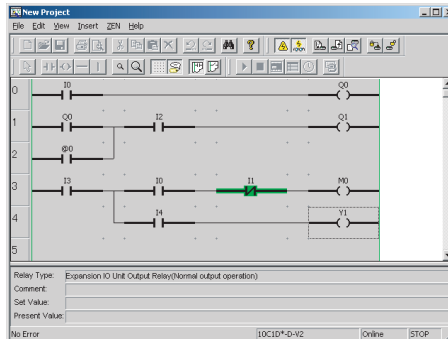 New Project
File Edit View Insert ZEN Help
0 I0 Q0
1 Q0 I2 Q1
2 @0
3 I3 I0 I1 M0
4 I4 Y1
5
Relay Type: Expansion IO Unit Output Relay(Normal output operation)
Comment:
Set Value:
Present Value:
No Error 10C1D*-D-V2 Online STOP